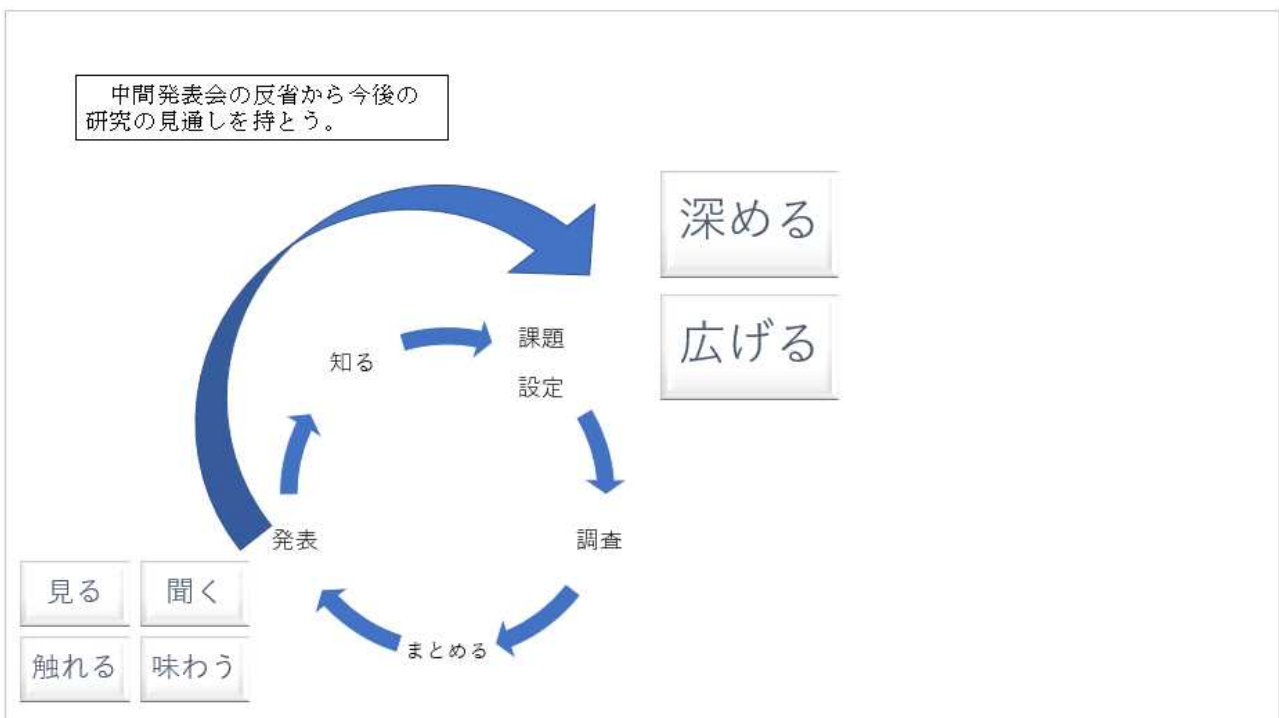 中間発表会の反省から今後の
研究の見通しを持とう。
深める
広げる
知る
課題
設定
調査
まとめる
発表
見る
聞く
触れる
味わう